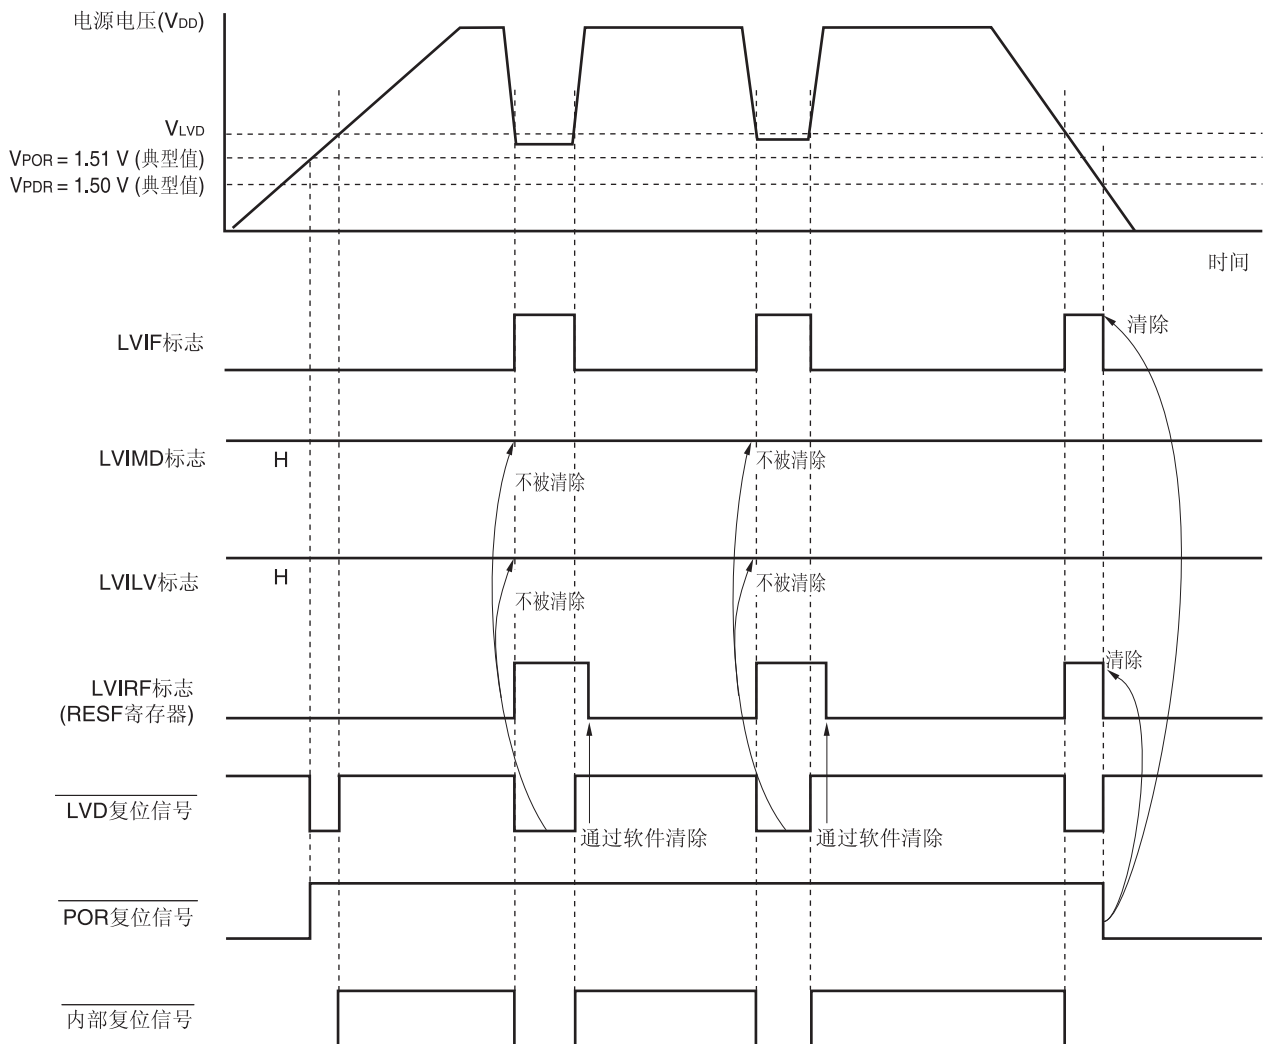 电源电压(VDD)
VLVD
VPOR = 1.51 V (典型值)
VPDR = 1.50 V (典型值)
时间
清除
LVIF标志
LVIMD标志 H
不被清除
不被清除
LVILV标志 H
不被清除
不被清除
清除
LVIRF标志
(RESF寄存器)
LVD复位信号
通过软件清除
通过软件清除
POR复位信号
内部复位信号